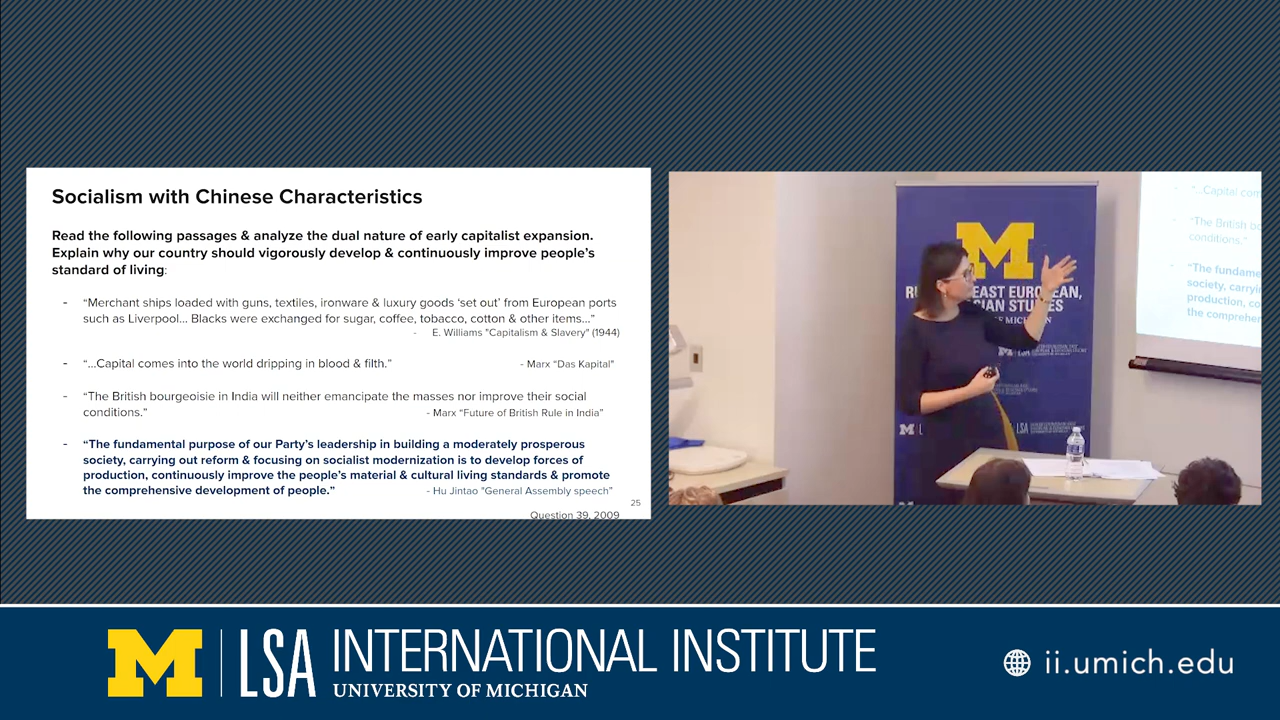 Socialism with Chinese Characteristics
Read the following passages & analyze the dual nature of early capitalist expansion.
Explain why our country should vigorously develop & continuously improve people's
standard of living:
- "Merchant ships loaded with guns, textiles, ironware & luxury goods 'set out' from European ports
such as Liverpool... Blacks were exchanged for sugar, coffee, tobacco, cotton & other items..."
- E. Williams "Capitalism & Slavery" (1944)
- "...Capital comes into the world dripping in blood & filth." - Marx "Das Kapital"
- "The British bourgeoisie in India will neither emancipate the masses nor improve their social
conditions." - Marx "Future of British Rule in India"
- "The fundamental purpose of our Party's leadership in building a moderately prosperous
society, carrying out reform & focusing on socialist modernization is to develop forces of
production, continuously improve the people's material & cultural living standards & promote
the comprehensive development of people." - Hu Jintao "General Assembly speech"
25
Question 39, 2009
M
RU EAST EUROPEAN,
SIAN STUDIES
OF MICHIGAN
M L
LSA
- "...Capital com
- "The British bo
conditions."
- "The fundame
society, carryi
production, co
the comprehen
M LSA INTERNATIONAL INSTITUTE
UNIVERSITY OF MICHIGAN
ii.umich.edu